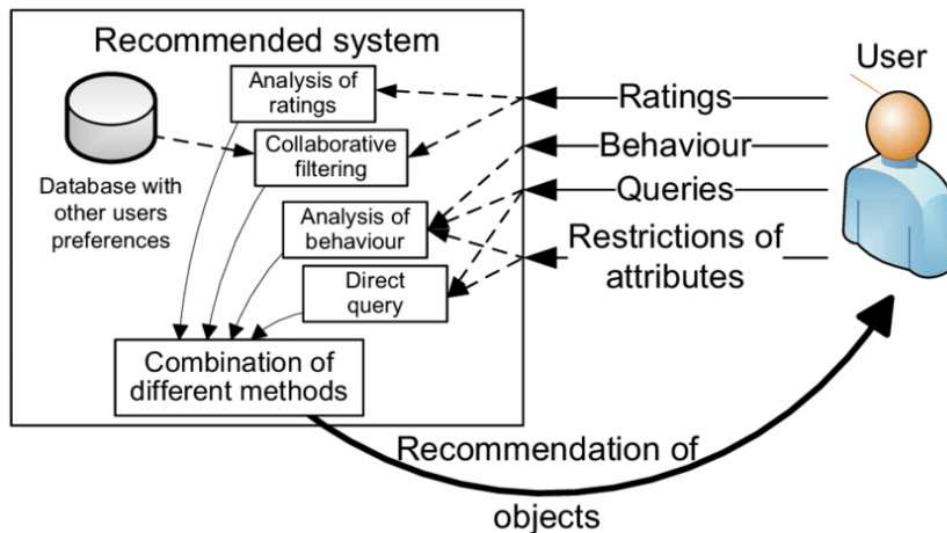 Recommended system
User
Analysis of
ratings
Ratings
Collaborative
filtering
Behaviour
Database with
other users
preferences
Queries
Analysis of
behaviour
Restrictions of
attributes
Direct
query
Combination of
different methods
Recommendation of
objects